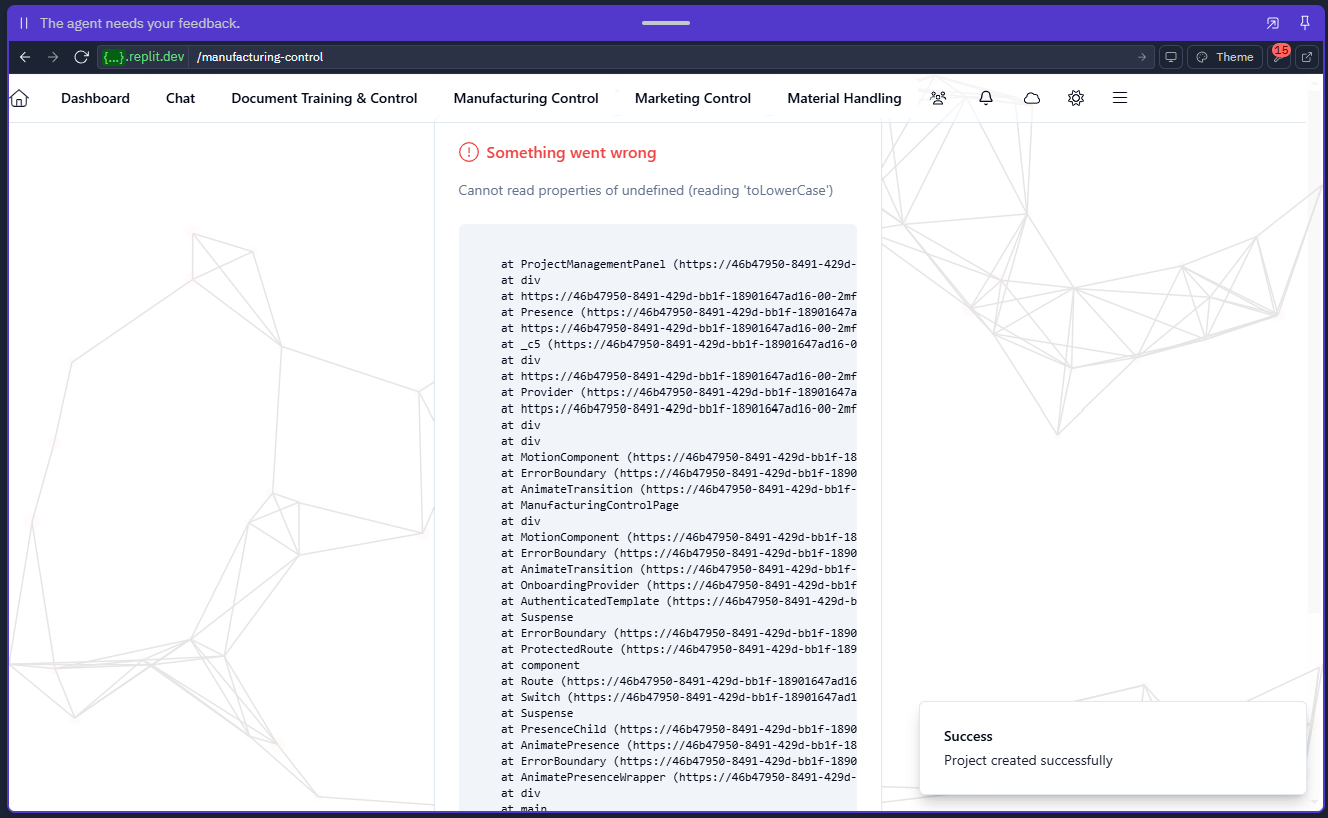 The agent needs your feedback.
{...}.replit.dev /manufacturing-control Theme 15
Dashboard Chat Document Training & Control Manufacturing Control Marketing Control Material Handling
Something went wrong
Cannot read properties of undefined (reading 'toLowerCase')
at ProjectManagementPanel (https://46b47950-8491-429d-
at div
at https://46b47950-8491-429d-bb1f-18901647ad16-00-2mf
at Presence (https://46b47950-8491-429d-bb1f-18901647a
at https://46b47950-8491-429d-bb1f-18901647ad16-00-2mf
at _c5 (https://46b47950-8491-429d-bb1f-18901647ad16-0
at div
at https://46b47950-8491-429d-bb1f-18901647ad16-00-2mf
at Provider (https://46b47950-8491-429d-bb1f-18901647a
at https://46b47950-8491-429d-bb1f-18901647ad16-00-2mf
at div
at div
at MotionComponent (https://46b47950-8491-429d-bb1f-18
at ErrorBoundary (https://46b47950-8491-429d-bb1f-1890
at AnimateTransition (https://46b47950-8491-429d-bb1f-
at ManufacturingControlPage
at div
at MotionComponent (https://46b47950-8491-429d-bb1f-18
at ErrorBoundary (https://46b47950-8491-429d-bb1f-1890
at AnimateTransition (https://46b47950-8491-429d-bb1f-
at OnboardingProvider (https://46b47950-8491-429d-bb1f
at AuthenticatedTemplate (https://46b47950-8491-429d-b
at Suspense
at ErrorBoundary (https://46b47950-8491-429d-bb1f-1890
at ProtectedRoute (https://46b47950-8491-429d-bb1f-189
at component
at Route (https://46b47950-8491-429d-bb1f-18901647ad16
at Switch (https://46b47950-8491-429d-bb1f-18901647ad1
at Suspense
at PresenceChild (https://46b47950-8491-429d-bb1f-1890
at AnimatePresence (https://46b47950-8491-429d-bb1f-18
at ErrorBoundary (https://46b47950-8491-429d-bb1f-1890
at AnimatePresenceWrapper (https://46b47950-8491-429d-
at div
at main
Success
Project created successfully